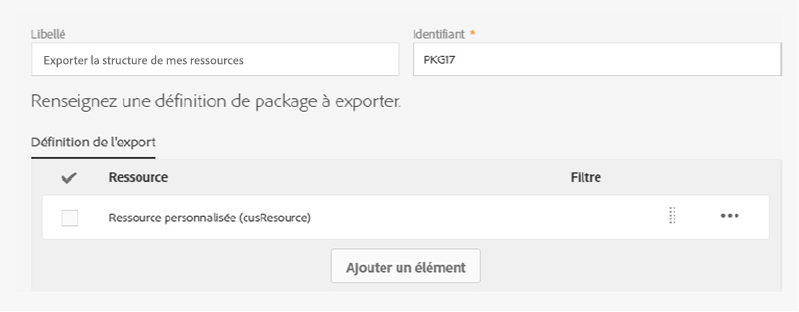 Libellé
Identifiant *
Exporter la structure de mes ressources
PKG17
Renseignez une définition de package à exporter.
Définition de l'export
Ressource
Filtre
Ressource personnalisée (cusResource)
Ajouter un élément